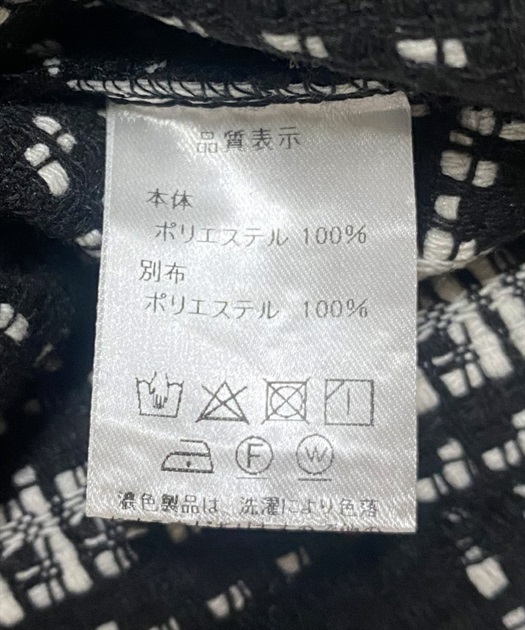 品質表示
本体
ポリエステル 100%
別布
ポリエステル 100%
F W
濃色製品は 洗濯により色落